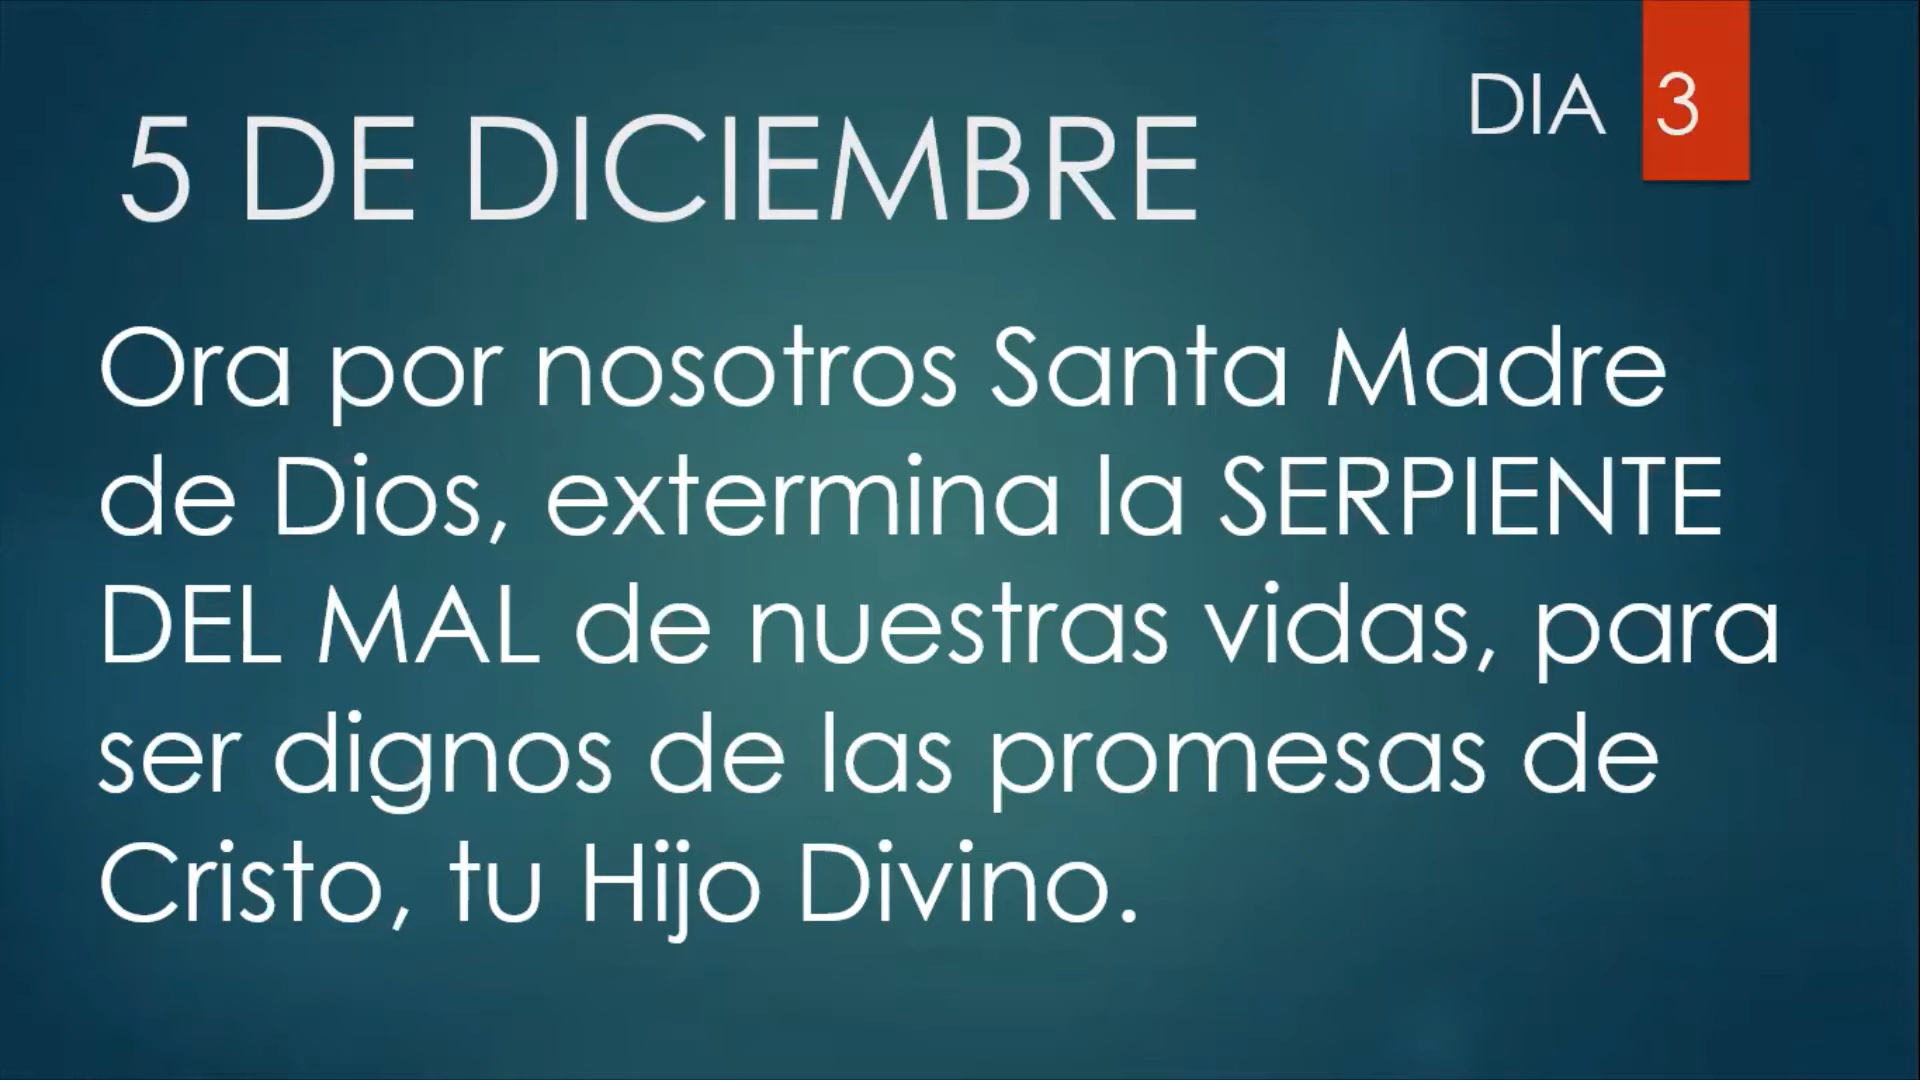 DIA 3
5 DE DICIEMBRE
Ora por nosotros Santa Madre
de Dios, extermina la SERPIENTE
DEL MAL de nuestras vidas, para
ser dignos de las promesas de
Cristo, tu Hijo Divino.